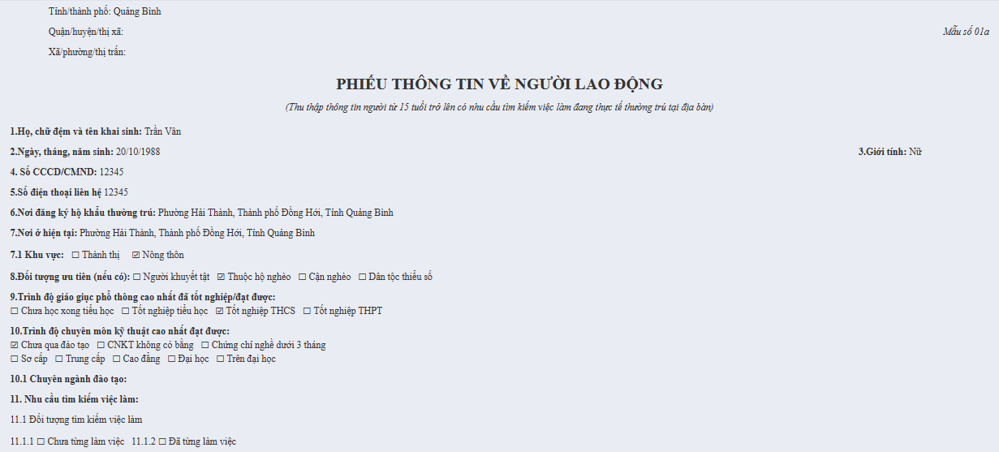 Tỉnh/thành phố: Quảng Bình
Quận/huyện/thị xã:
Mẫu số 01a
Xã/phường/thị trấn:
PHIẾU THÔNG TIN VỀ NGƯỜI LAO ĐỘNG
(Thu thập thông tin người từ 15 tuổi trở lên có nhu cầu tìm kiếm việc làm đang thực tế thường trú tại địa bàn)
1.Họ, chữ đệm và tên khai sinh: Trần Vân
2.Ngày, tháng, năm sinh: 20/10/1988 3.Giới tính: Nữ
4. Số CCCD/CMND: 12345
5.Số điện thoại liên hệ 12345
6.Nơi đăng ký hộ khẩu thường trú: Phường Hải Thành, Thành phố Đồng Hới, Tỉnh Quảng Bình
7.Nơi ở hiện tại: Phường Hải Thành, Thành phố Đồng Hới, Tỉnh Quảng Bình
7.1 Khu vực: ☐ Thành thị ☑ Nông thôn
8.Đối tượng ưu tiên (nếu có): ☐ Người khuyết tật ☑ Thuộc hộ nghèo ☐ Cận nghèo ☐ Dân tộc thiểu số
9.Trình độ giáo giục phổ thông cao nhất đã tốt nghiệp/đạt được:
☐ Chưa học xong tiểu học ☐ Tốt nghiệp tiểu học ☑ Tốt nghiệp THCS ☐ Tốt nghiệp THPT
10.Trình độ chuyên môn kỹ thuật cao nhất đạt được:
☑ Chưa qua đào tạo ☐ CNKT không có bằng ☐ Chứng chỉ nghề dưới 3 tháng
☐ Sơ cấp ☐ Trung cấp ☐ Cao đẳng ☐ Đại học ☐ Trên đại học
10.1 Chuyên ngành đào tạo:
11. Nhu cầu tìm kiếm việc làm:
11.1 Đối tượng tìm kiếm việc làm
11.1.1 ☐ Chưa từng làm việc 11.1.2 ☐ Đã từng làm việc